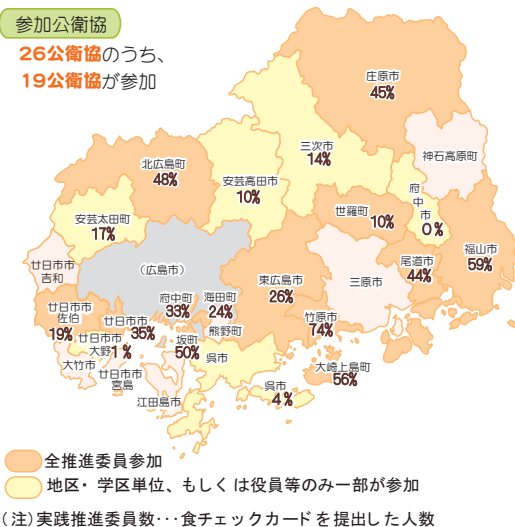 参加公衛協
26公衛協のうち、
19公衛協が参加
庄原市
45%
三次市
14%
神石高原町
北広島町
48%
安芸高田市
10%
府中市
0%
世羅町
10%
安芸太田町
17%
福山市
59%
尾道市
44%
廿日市市
吉和
(広島市)
東広島市
26%
三原市
府中町
33%
海田町
24%
廿日市市
佐伯
19%
廿日市市
35%
熊野町
竹原市
74%
廿日市市
大野1%
坂町
50%
呉市
大竹市
廿日市市
宮島
大崎上島町
56%
江田島市
呉市
4%
全推進委員参加
地区・学区単位、もしくは役員等のみ一部が参加
(注)実践推進委員数・・・食チェックカードを提出した人数